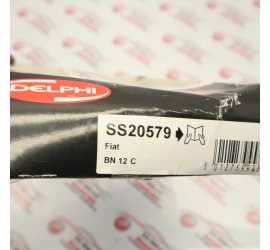 DELPHI
SS20579
Fiat
BN 12 C